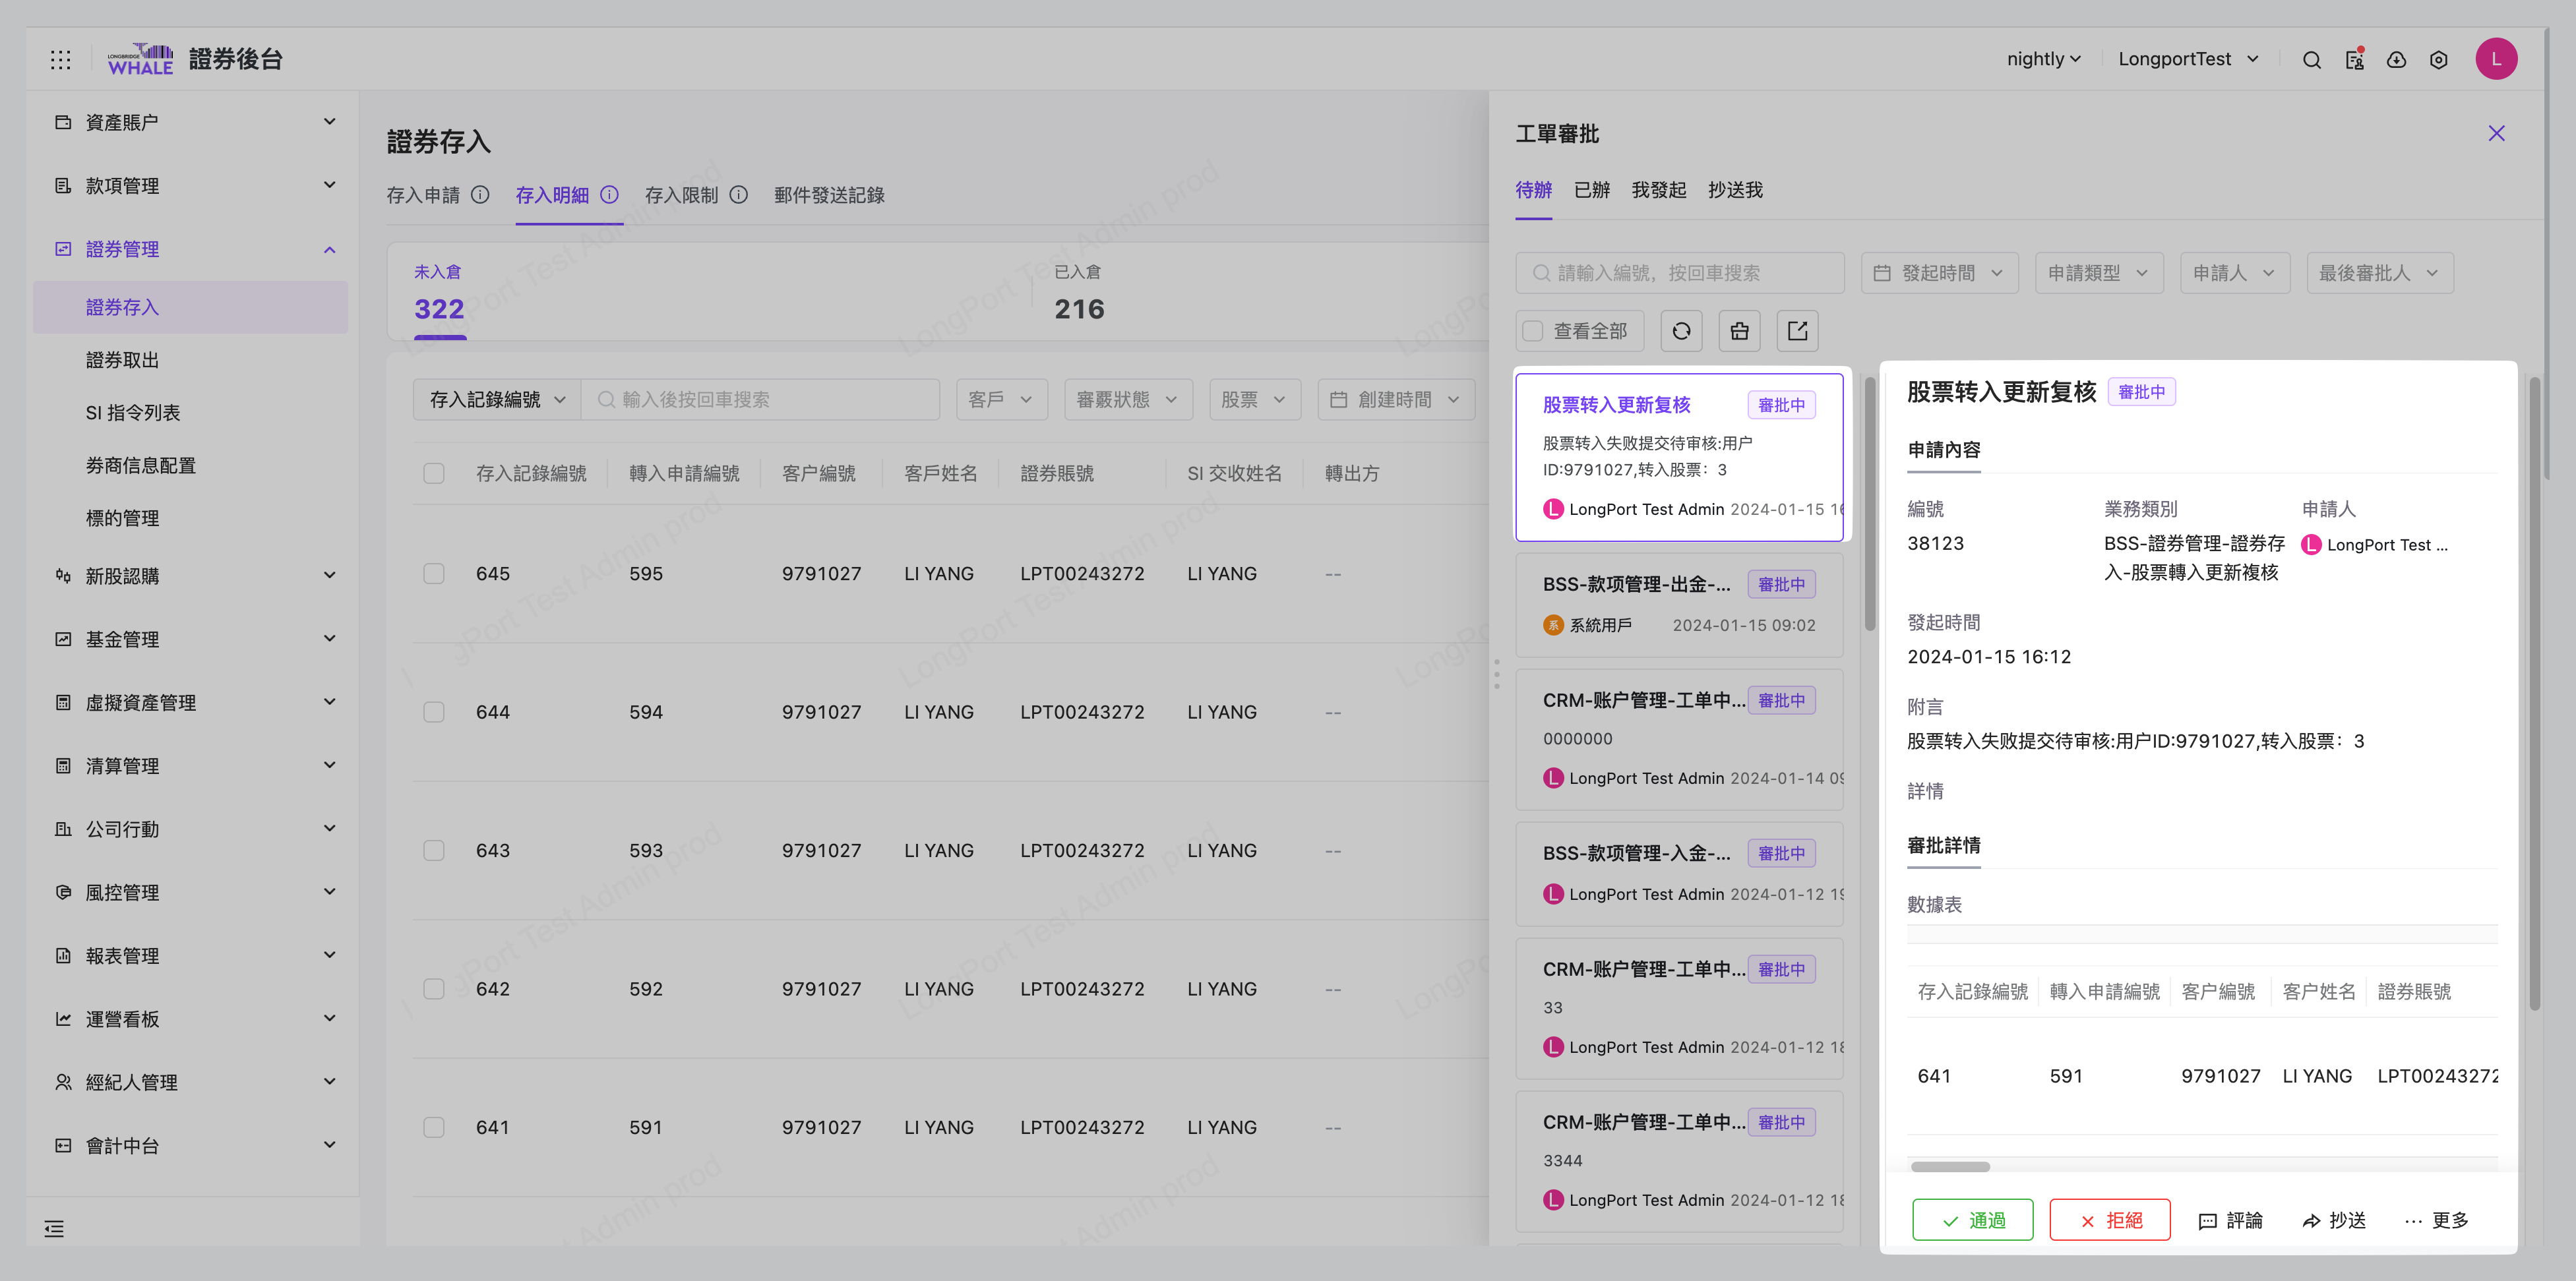 LONGBRIDGE
WHALE
證券後台
nightly
LongportTest
L
資產賬户
款項管理
證券管理
證券存入
證券取出
SI 指令列表
券商信息配置
標的管理
新股認購
基金管理
虛擬資產管理
清算管理
公司行動
風控管理
報表管理
運營看板
經紀人管理
會計中台
證券存入
存入申請
存入明細
存入限制
郵件發送記錄
未入倉
322
已入倉
216
存入記錄編號
輸入後按回車搜索
客戶
審覈狀態
股票
創建時間
存入記錄編號 轉入申請編號 客户編號 客戶姓名 證券賬號 SI 交收姓名 轉出方
645 595 9791027 LI YANG LPT00243272 LI YANG --
644 594 9791027 LI YANG LPT00243272 LI YANG --
643 593 9791027 LI YANG LPT00243272 LI YANG --
642 592 9791027 LI YANG LPT00243272 LI YANG --
641 591 9791027 LI YANG LPT00243272 LI YANG --
LongPort Test Admin prod
工單審批
待辦 已辦 我發起 抄送我
請輸入編號，按回車搜索
發起時間
申請類型
申請人
最後審批人
查看全部
股票转入更新复核 審批中
股票转入失败提交待审核:用户
ID:9791027,转入股票：3
L LongPort Test Admin 2024-01-15 16
BSS-款项管理-出金-... 審批中
系 系統用戶 2024-01-15 09:02
CRM-账户管理-工单中... 審批中
0000000
L LongPort Test Admin 2024-01-14 09
BSS-款项管理-入金-... 審批中
L LongPort Test Admin 2024-01-12 19
CRM-账户管理-工单中... 審批中
33
L LongPort Test Admin 2024-01-12 18
CRM-账户管理-工单中... 審批中
3344
L LongPort Test Admin 2024-01-12 18
股票转入更新复核 審批中
申請內容
編號
38123
業務類別
BSS-證券管理-證券存
入-股票轉入更新複核
申請人
L LongPort Test ...
發起時間
2024-01-15 16:12
附言
股票转入失败提交待审核:用户ID:9791027,转入股票：3
詳情
審批詳情
數據表
存入記錄編號 轉入申請編號 客户編號 客户姓名 證券賬號
641 591 9791027 LI YANG LPT00243272
通過
拒絕
評論
抄送
更多